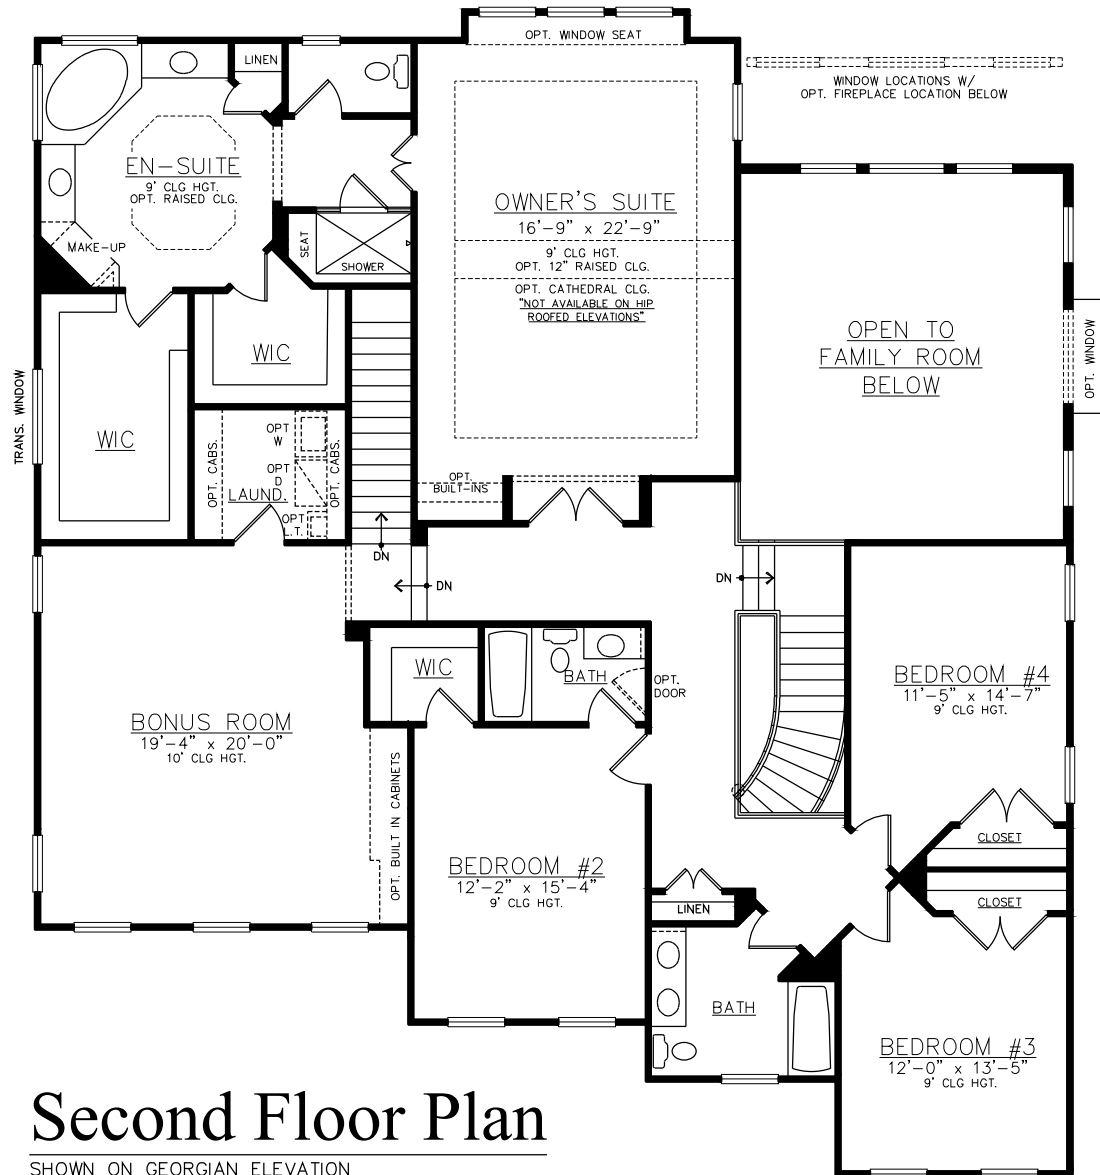 OPT. WINDOW SEAT
LINEN
WINDOW LOCATIONS W/
OPT. FIREPLACE LOCATION BELOW
EN-SUITE
9' CLG HGT.
OPT. RAISED CLG.
MAKE-UP
SEAT
SHOWER
OWNER'S SUITE
16'-9" x 22'-9"
9' CLG HGT.
OPT. 12" RAISED CLG.
OPT. CATHEDRAL CLG.
"NOT AVAILABLE ON HIP
ROOFED ELEVATIONS"
OPEN TO
FAMILY ROOM
BELOW
OPT. WINDOW
WIC
TRANS. WINDOW
WIC
OPT. CABS.
OPT
W
OPT
D
OPT. CABS.
LAUND.
OPT
L.T.
OPT.
BUILT-INS
DN
DN
DN
WIC
BATH
OPT.
DOOR
BEDROOM #4
11'-5" x 14'-7"
9' CLG HGT.
BONUS ROOM
19'-4" x 20'-0"
10' CLG HGT.
OPT. BUILT IN CABINETS
BEDROOM #2
12'-2" x 15'-4"
9' CLG HGT.
CLOSET
CLOSET
LINEN
BATH
BEDROOM #3
12'-0" x 13'-5"
9' CLG HGT.
Second Floor Plan
SHOWN ON GEORGIAN ELEVATION